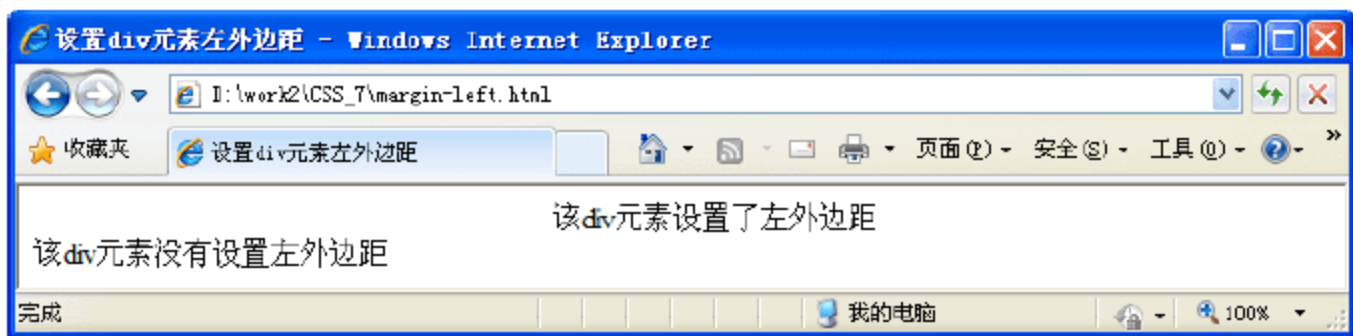 设置div元素左外边距 - Windows Internet Explorer
D:\work2\CSS_7\margin-left.html
收藏夹 设置div元素左外边距 页面(P) 安全(S) 工具(O) »
该div元素设置了左外边距
该div元素没有设置左外边距
完成 我的电脑 100%